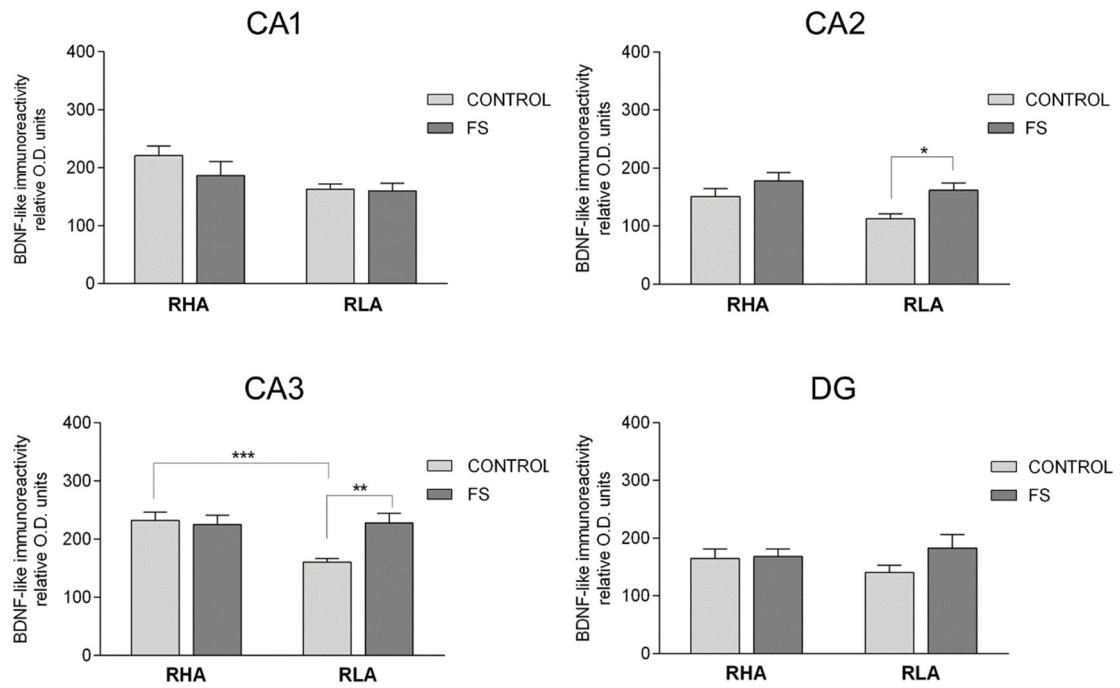 CA1
BDNF-like immunoreactivity
relative O.D. units
400
300
200
100
0
RHA
RLA
CONTROL
FS
CA2
BDNF-like immunoreactivity
relative O.D. units
400
300
200
100
0
*
RHA
RLA
CONTROL
FS
CA3
BDNF-like immunoreactivity
relative O.D. units
400
300
200
100
0
***
**
RHA
RLA
CONTROL
FS
DG
BDNF-like immunoreactivity
relative O.D. units
400
300
200
100
0
RHA
RLA
CONTROL
FS